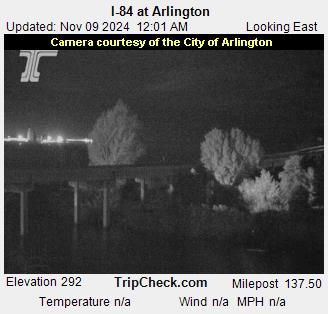 I-84 at Arlington
Updated: Nov 09 2024 12:01 AM Looking East
Camera courtesy of the City of Arlington
Elevation 292 TripCheck.com Milepost 137.50
Temperature n/a Wind n/a MPH n/a